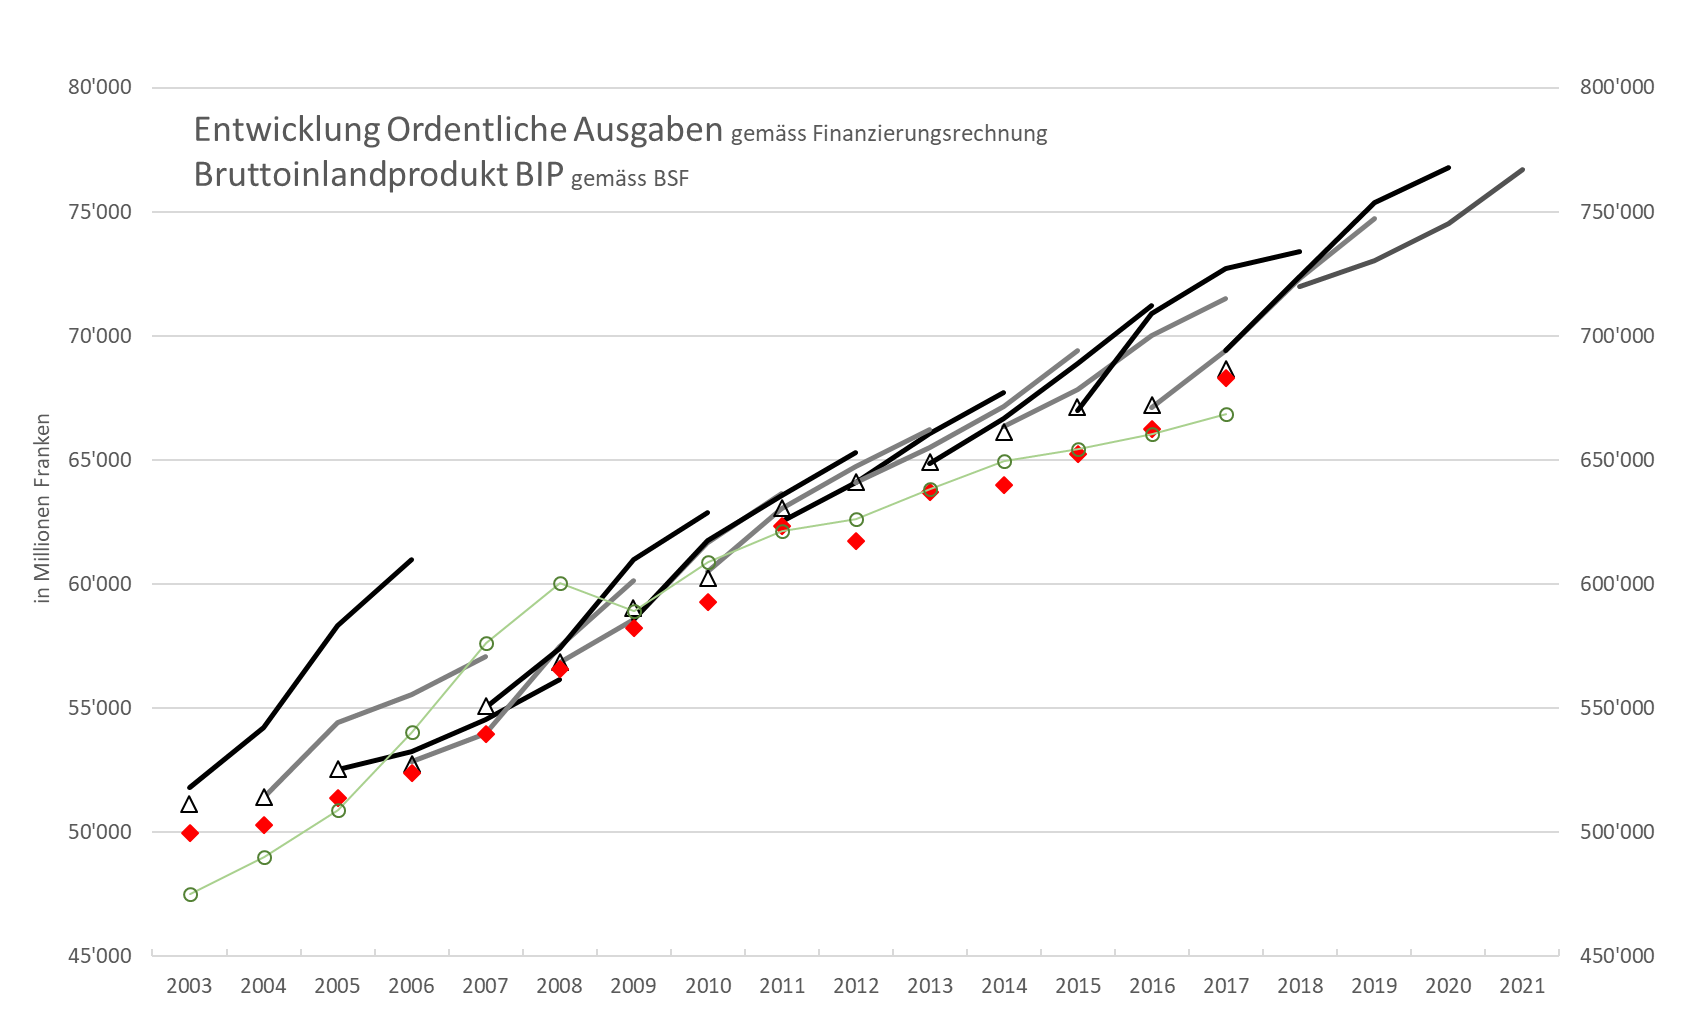 80'000 800'000
Entwicklung Ordentliche Ausgaben gemäss Finanzierungsrechnung
Bruttoinlandprodukt BIP gemäss BSF
75'000 750'000
70'000 700'000
in Millionen Franken
65'000 650'000
60'000 600'000
55'000 550'000
50'000 500'000
45'000 450'000
2003 2004 2005 2006 2007 2008 2009 2010 2011 2012 2013 2014 2015 2016 2017 2018 2019 2020 2021